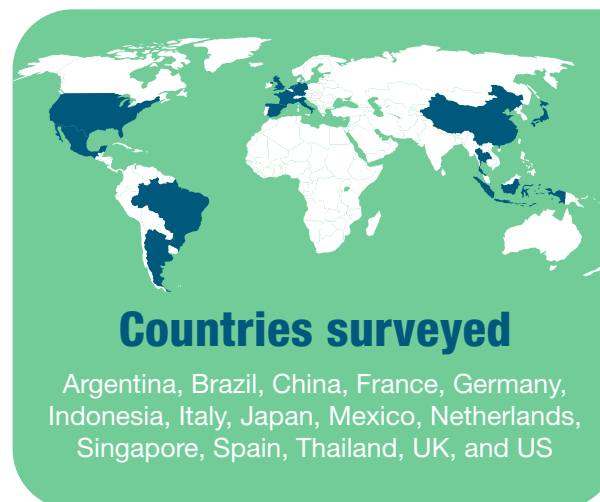 Countries surveyed
Argentina, Brazil, China, France, Germany,
Indonesia, Italy, Japan, Mexico, Netherlands,
Singapore, Spain, Thailand, UK, and US